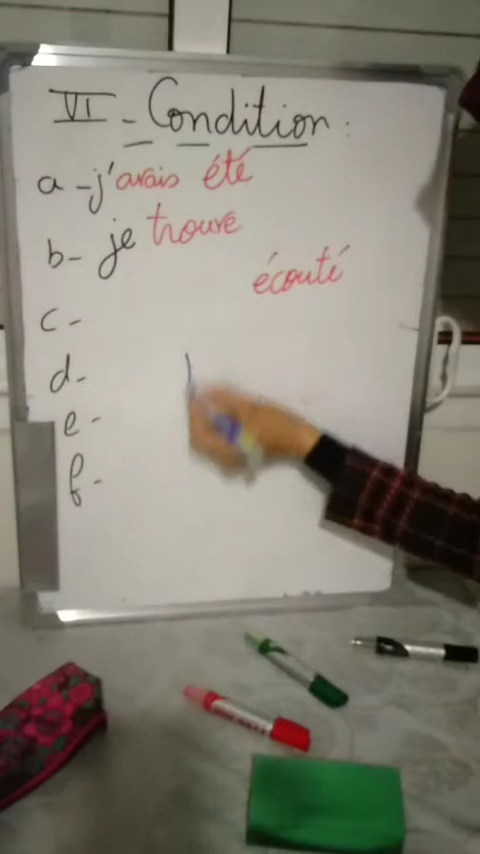 VI - Condition :
a - j'avais été
b - je trouve
écouté
c -
d -
e -
f -